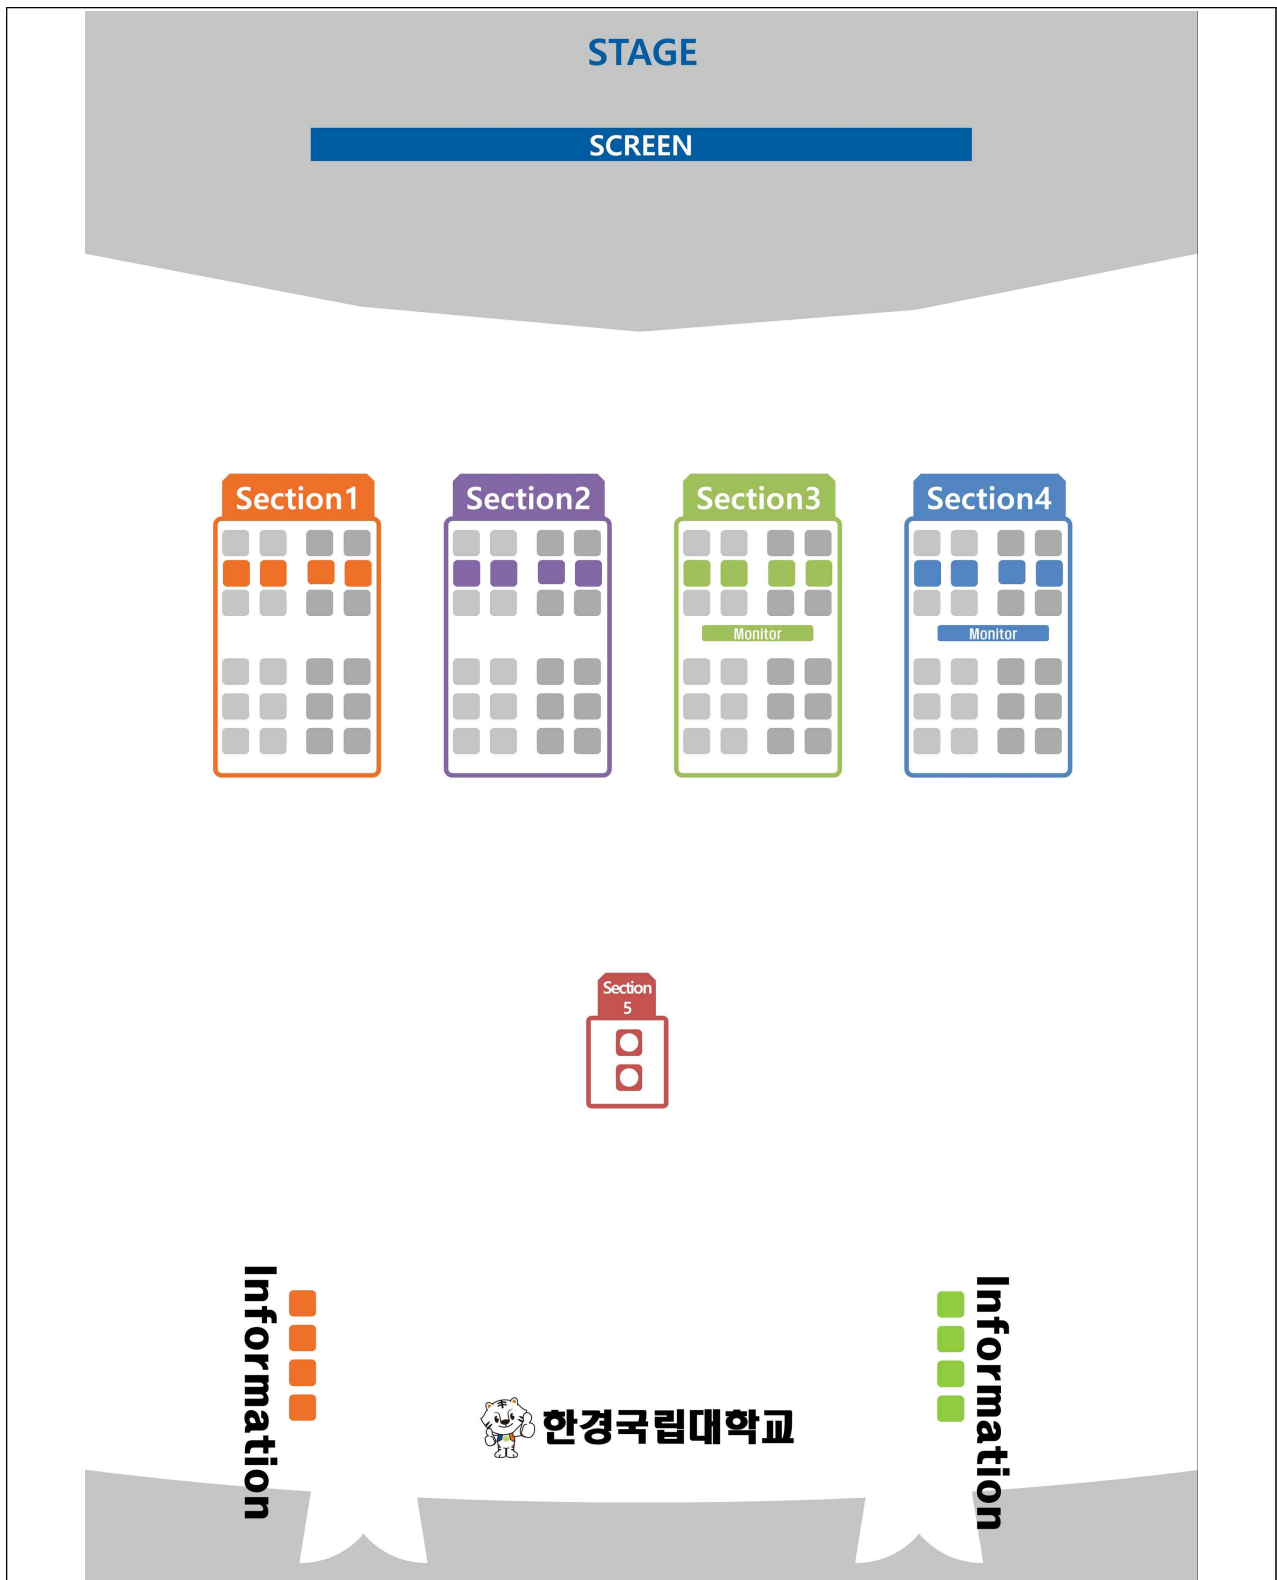 STAGE
SCREEN
Section1
Section2
Section3
Section4
Monitor
Monitor
Section
5
Information
Information
한경국립대학교